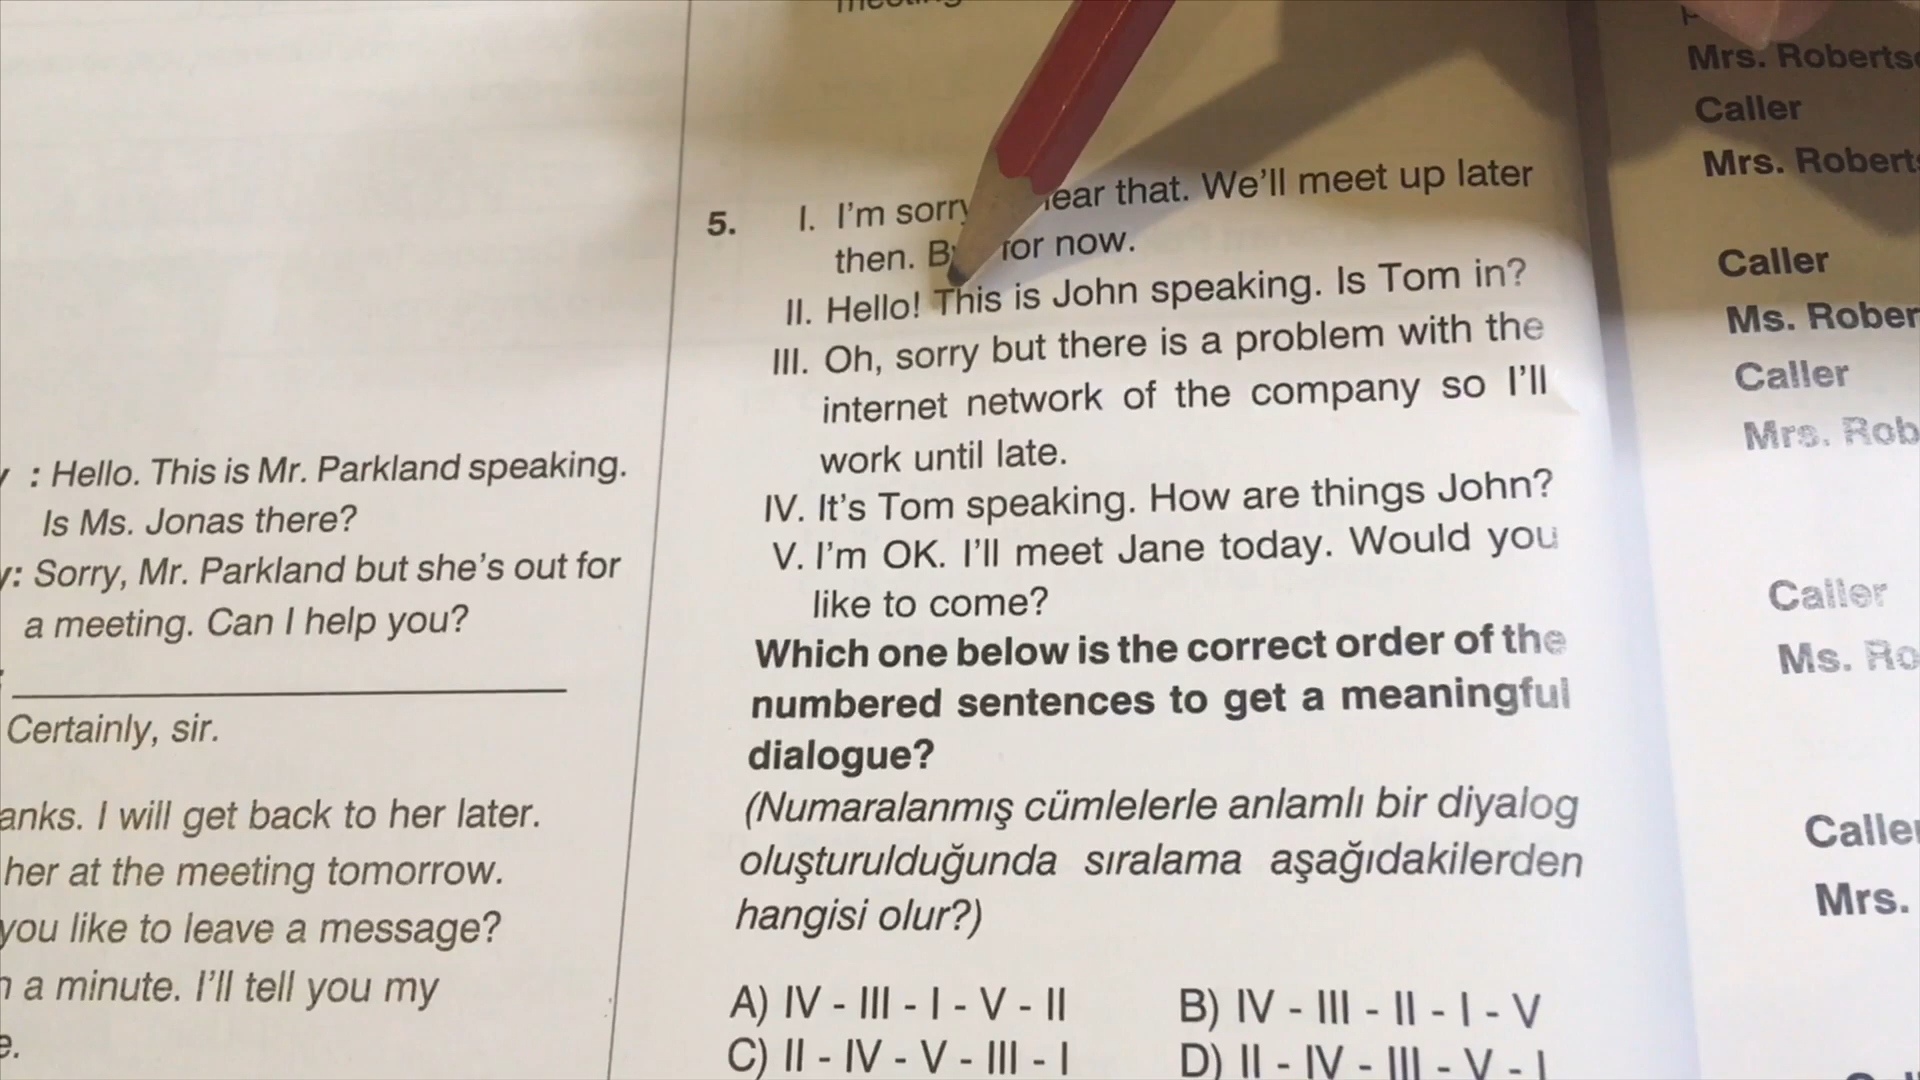 : Hello. This is Mr. Parkland speaking.
Is Ms. Jonas there?
: Sorry, Mr. Parkland but she's out for
a meeting. Can I help you?
Certainly, sir.
I will get back to her later.
her at the meeting tomorrow.
you like to leave a message?
a minute. I'll tell you my
5. I. I'm sorry that. We'll meet up later
then. for now.
II. Hello! This is John speaking. Is Tom in?
III. Oh, sorry but there is a problem with the
internet network of the company so I'll
work until late.
IV. It's Tom speaking. How are things John?
V. I'm OK. I'll meet Jane today. Would you
like to come?
Which one below is the correct order of the
numbered sentences to get a meaningful
dialogue?
(Numaralanmış cümlelerle anlamlı bir diyalog
oluşturulduğunda sıralama aşağıdakilerden
hangisi olur?)
A) IV - III - I - V - II B) IV - III - II - I - V
C) II - IV - V - III - I D) II - IV - III - V - I
Mrs.
Caller
Mrs.
Caller
Ms.
Caller
Mrs.
Caller
Ms.
Caller
Mrs.